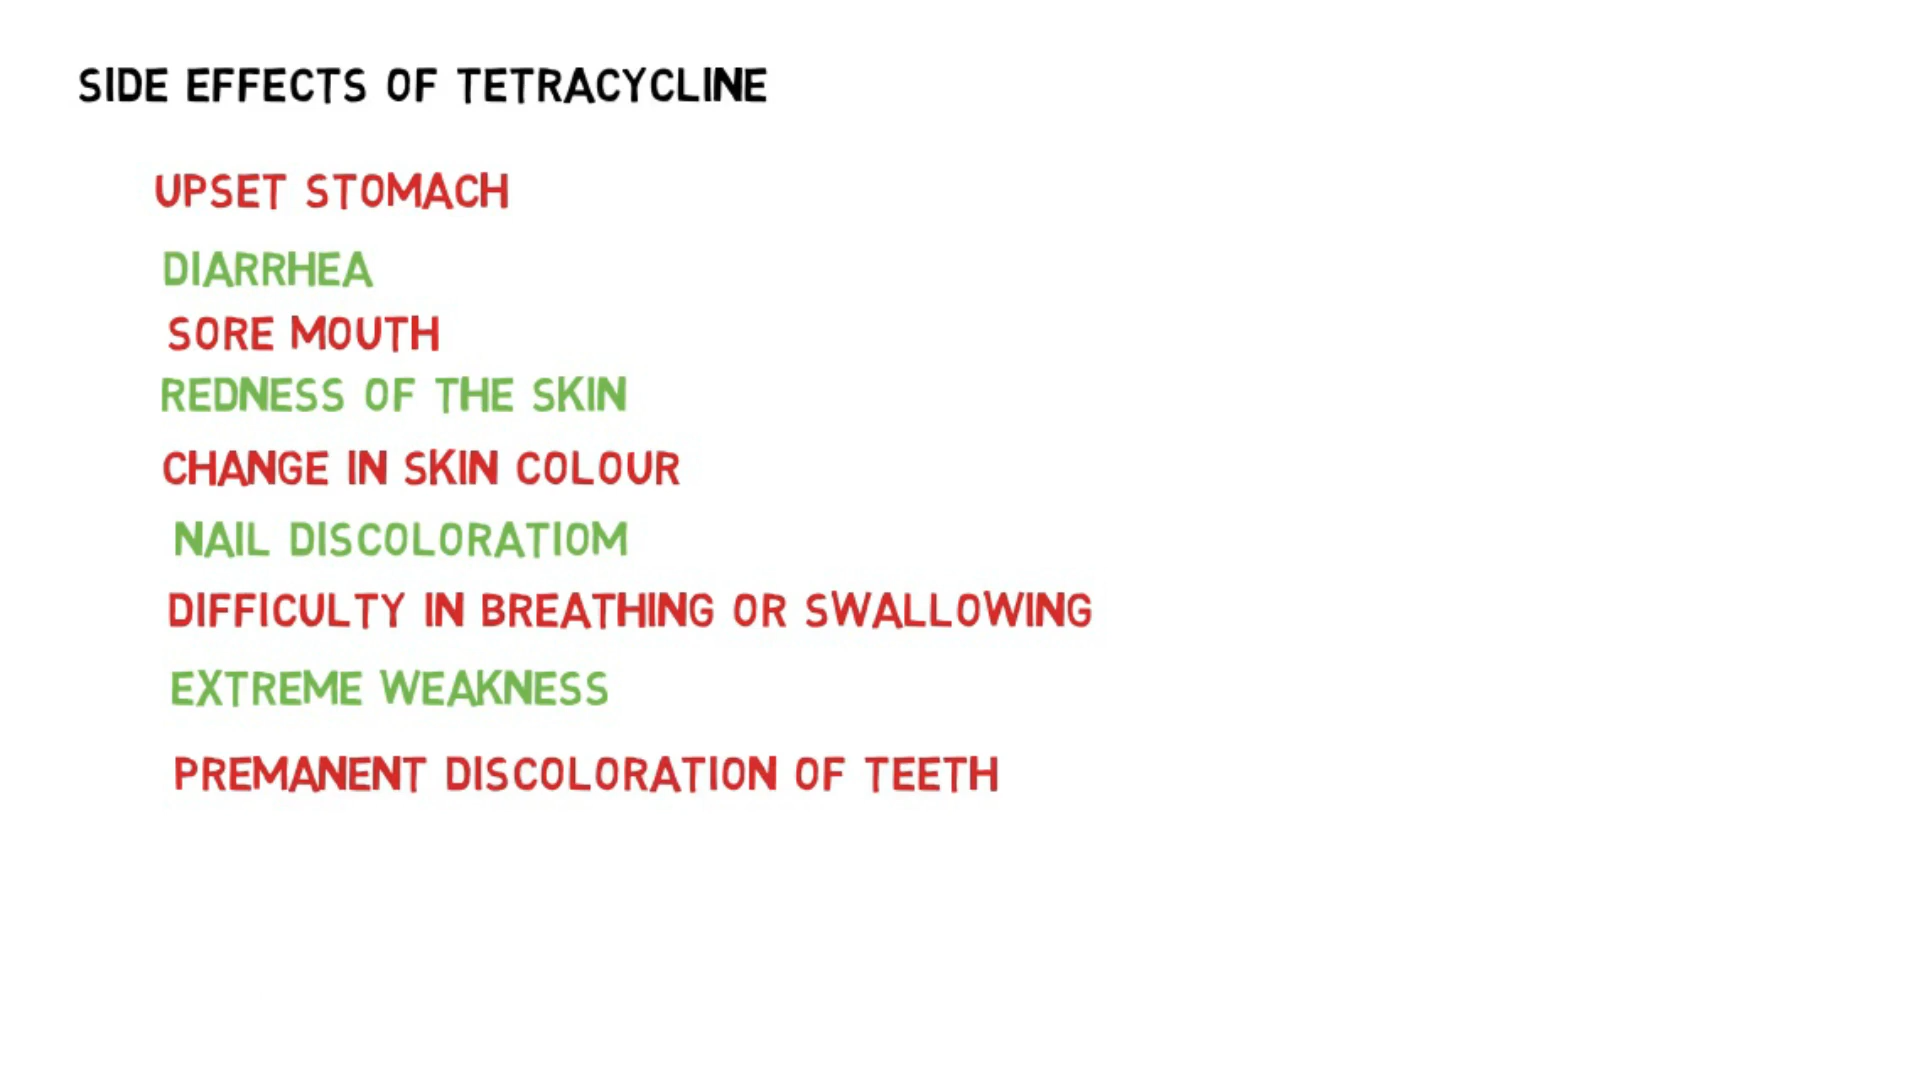 SIDE EFFECTS OF TETRACYCLINE
UPSET STOMACH
DIARRHEA
SORE MOUTH
REDNESS OF THE SKIN
CHANGE IN SKIN COLOUR
NAIL DISCOLORATIOM
DIFFICULTY IN BREATHING OR SWALLOWING
EXTREME WEAKNESS
PREMANENT DISCOLORATION OF TEETH